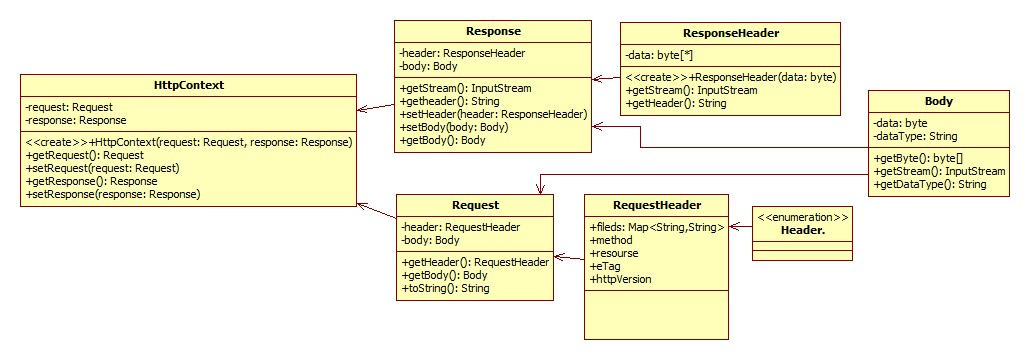 HttpContext
-request: Request
-response: Response
<<create>>+HttpContext(request: Request, response: Response)
+getRequest(): Request
+setRequest(request: Request)
+getResponse(): Response
+setResponse(response: Response)
Response
-header: ResponseHeader
-body: Body
+getStream(): InputStream
+getheader(): String
+setHeader(header: ResponseHeader)
+setBody(body: Body)
+getBody(): Body
ResponseHeader
-data: byte[*]
<<create>>+ResponseHeader(data: byte)
+getStream(): InputStream
+getHeader(): String
Body
-data: byte
-dataType: String
+getByte(): byte[]
+getStream(): InputStream
+getDataType(): String
Request
-header: RequestHeader
-body: Body
+getHeader(): RequestHeader
+getBody(): Body
+toString(): String
RequestHeader
+fileds: Map<String,String>
+method
+resourse
+eTag
+httpVersion
<<enumeration>>
Header.